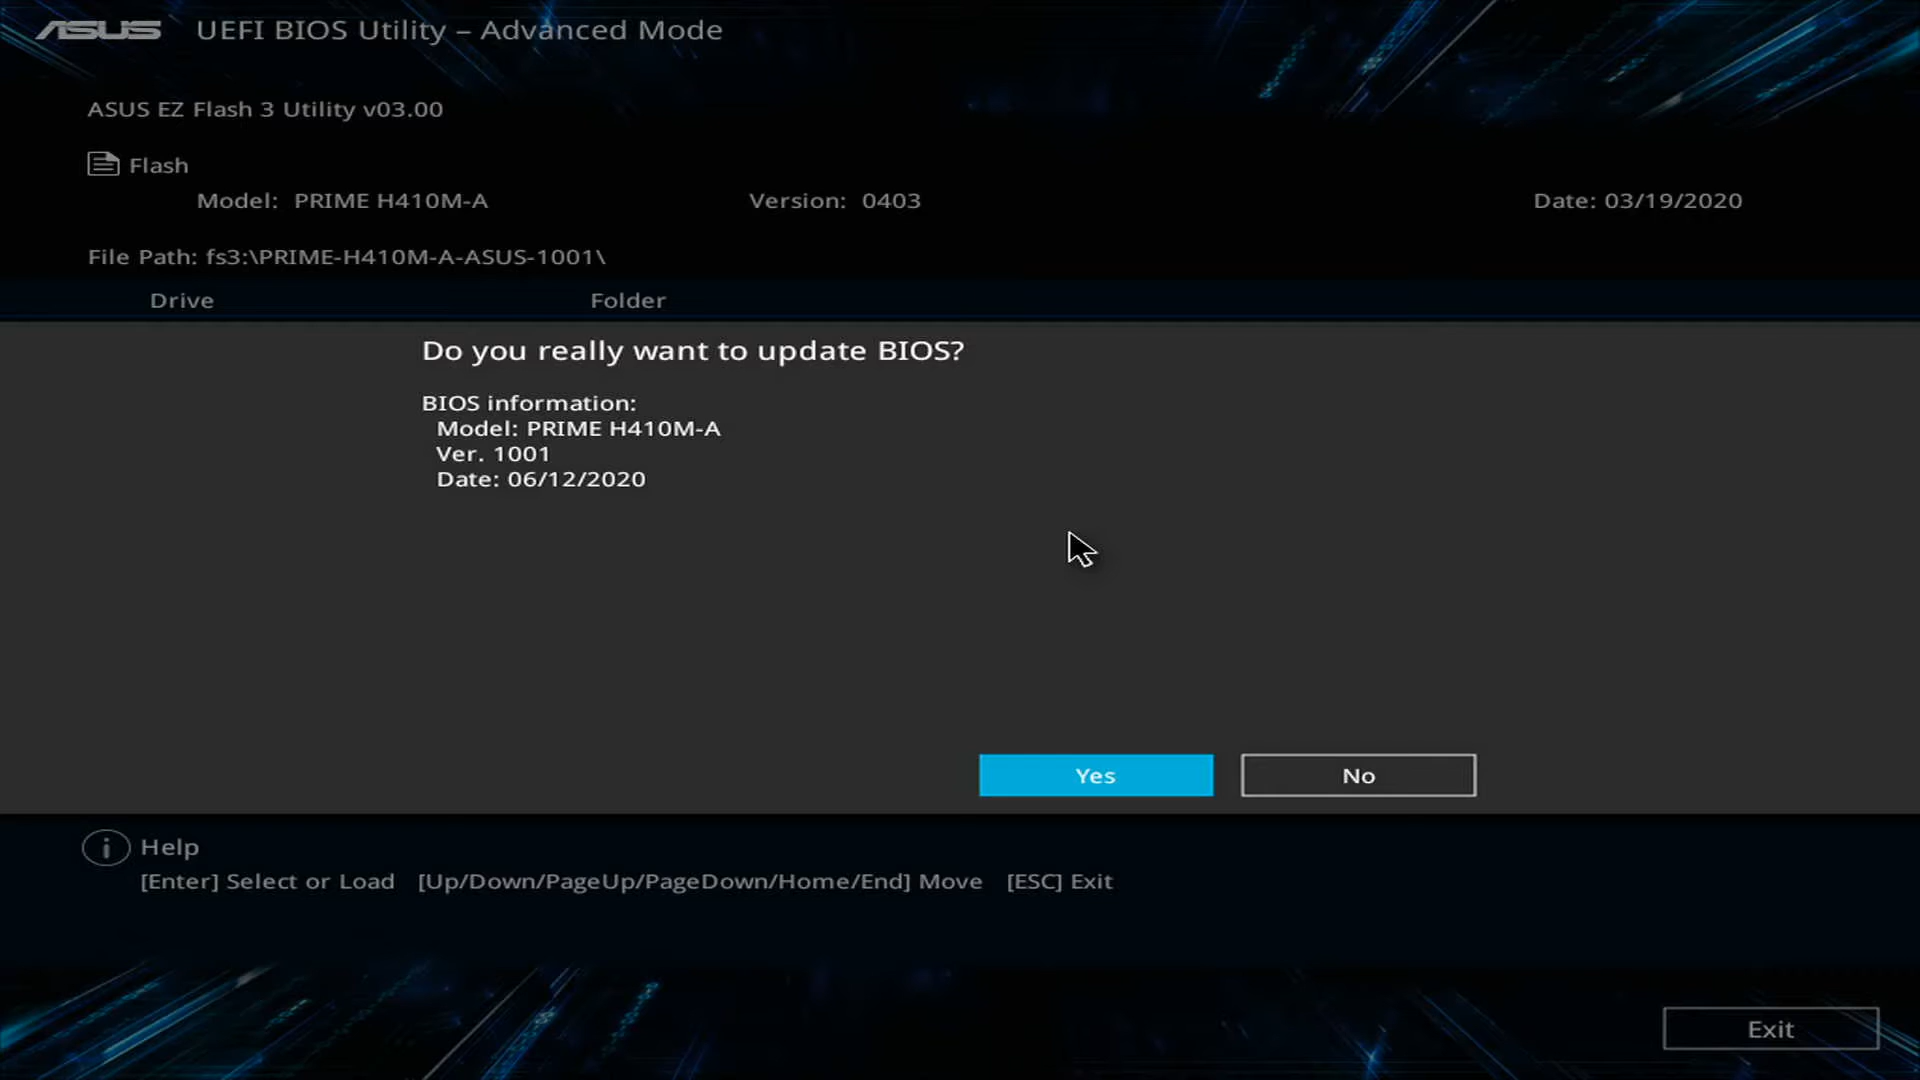 ASUS UEFI BIOS Utility – Advanced Mode
ASUS EZ Flash 3 Utility v03.00
Flash
Model: PRIME H410M-A Version: 0403 Date: 03/19/2020
File Path: fs3:\PRIME-H410M-A-ASUS-1001\
Drive Folder
Do you really want to update BIOS?
BIOS information:
Model: PRIME H410M-A
Ver. 1001
Date: 06/12/2020
Yes No
Help
[Enter] Select or Load [Up/Down/PageUp/PageDown/Home/End] Move [ESC] Exit
Exit